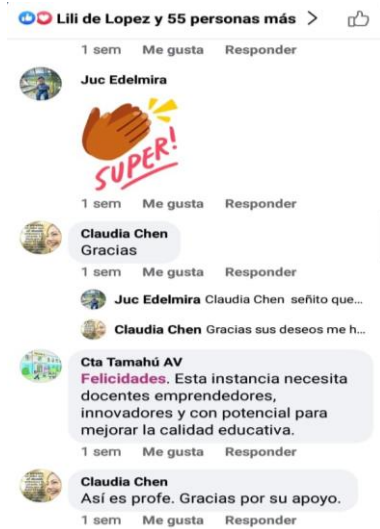 Lili de Lopez y 55 personas más >
1 sem Me gusta Responder
Juc Edelmira
SUPER!
1 sem Me gusta Responder
Claudia Chen
Gracias
1 sem Me gusta Responder
Juc Edelmira Claudia Chen señito que...
Claudia Chen Gracias sus deseos me h...
Cta Tamahú AV
Felicidades. Esta instancia necesita
docentes emprendedores,
innovadores y con potencial para
mejorar la calidad educativa.
1 sem Me gusta Responder
Claudia Chen
Así es profe. Gracias por su apoyo.
1 sem Me gusta Responder